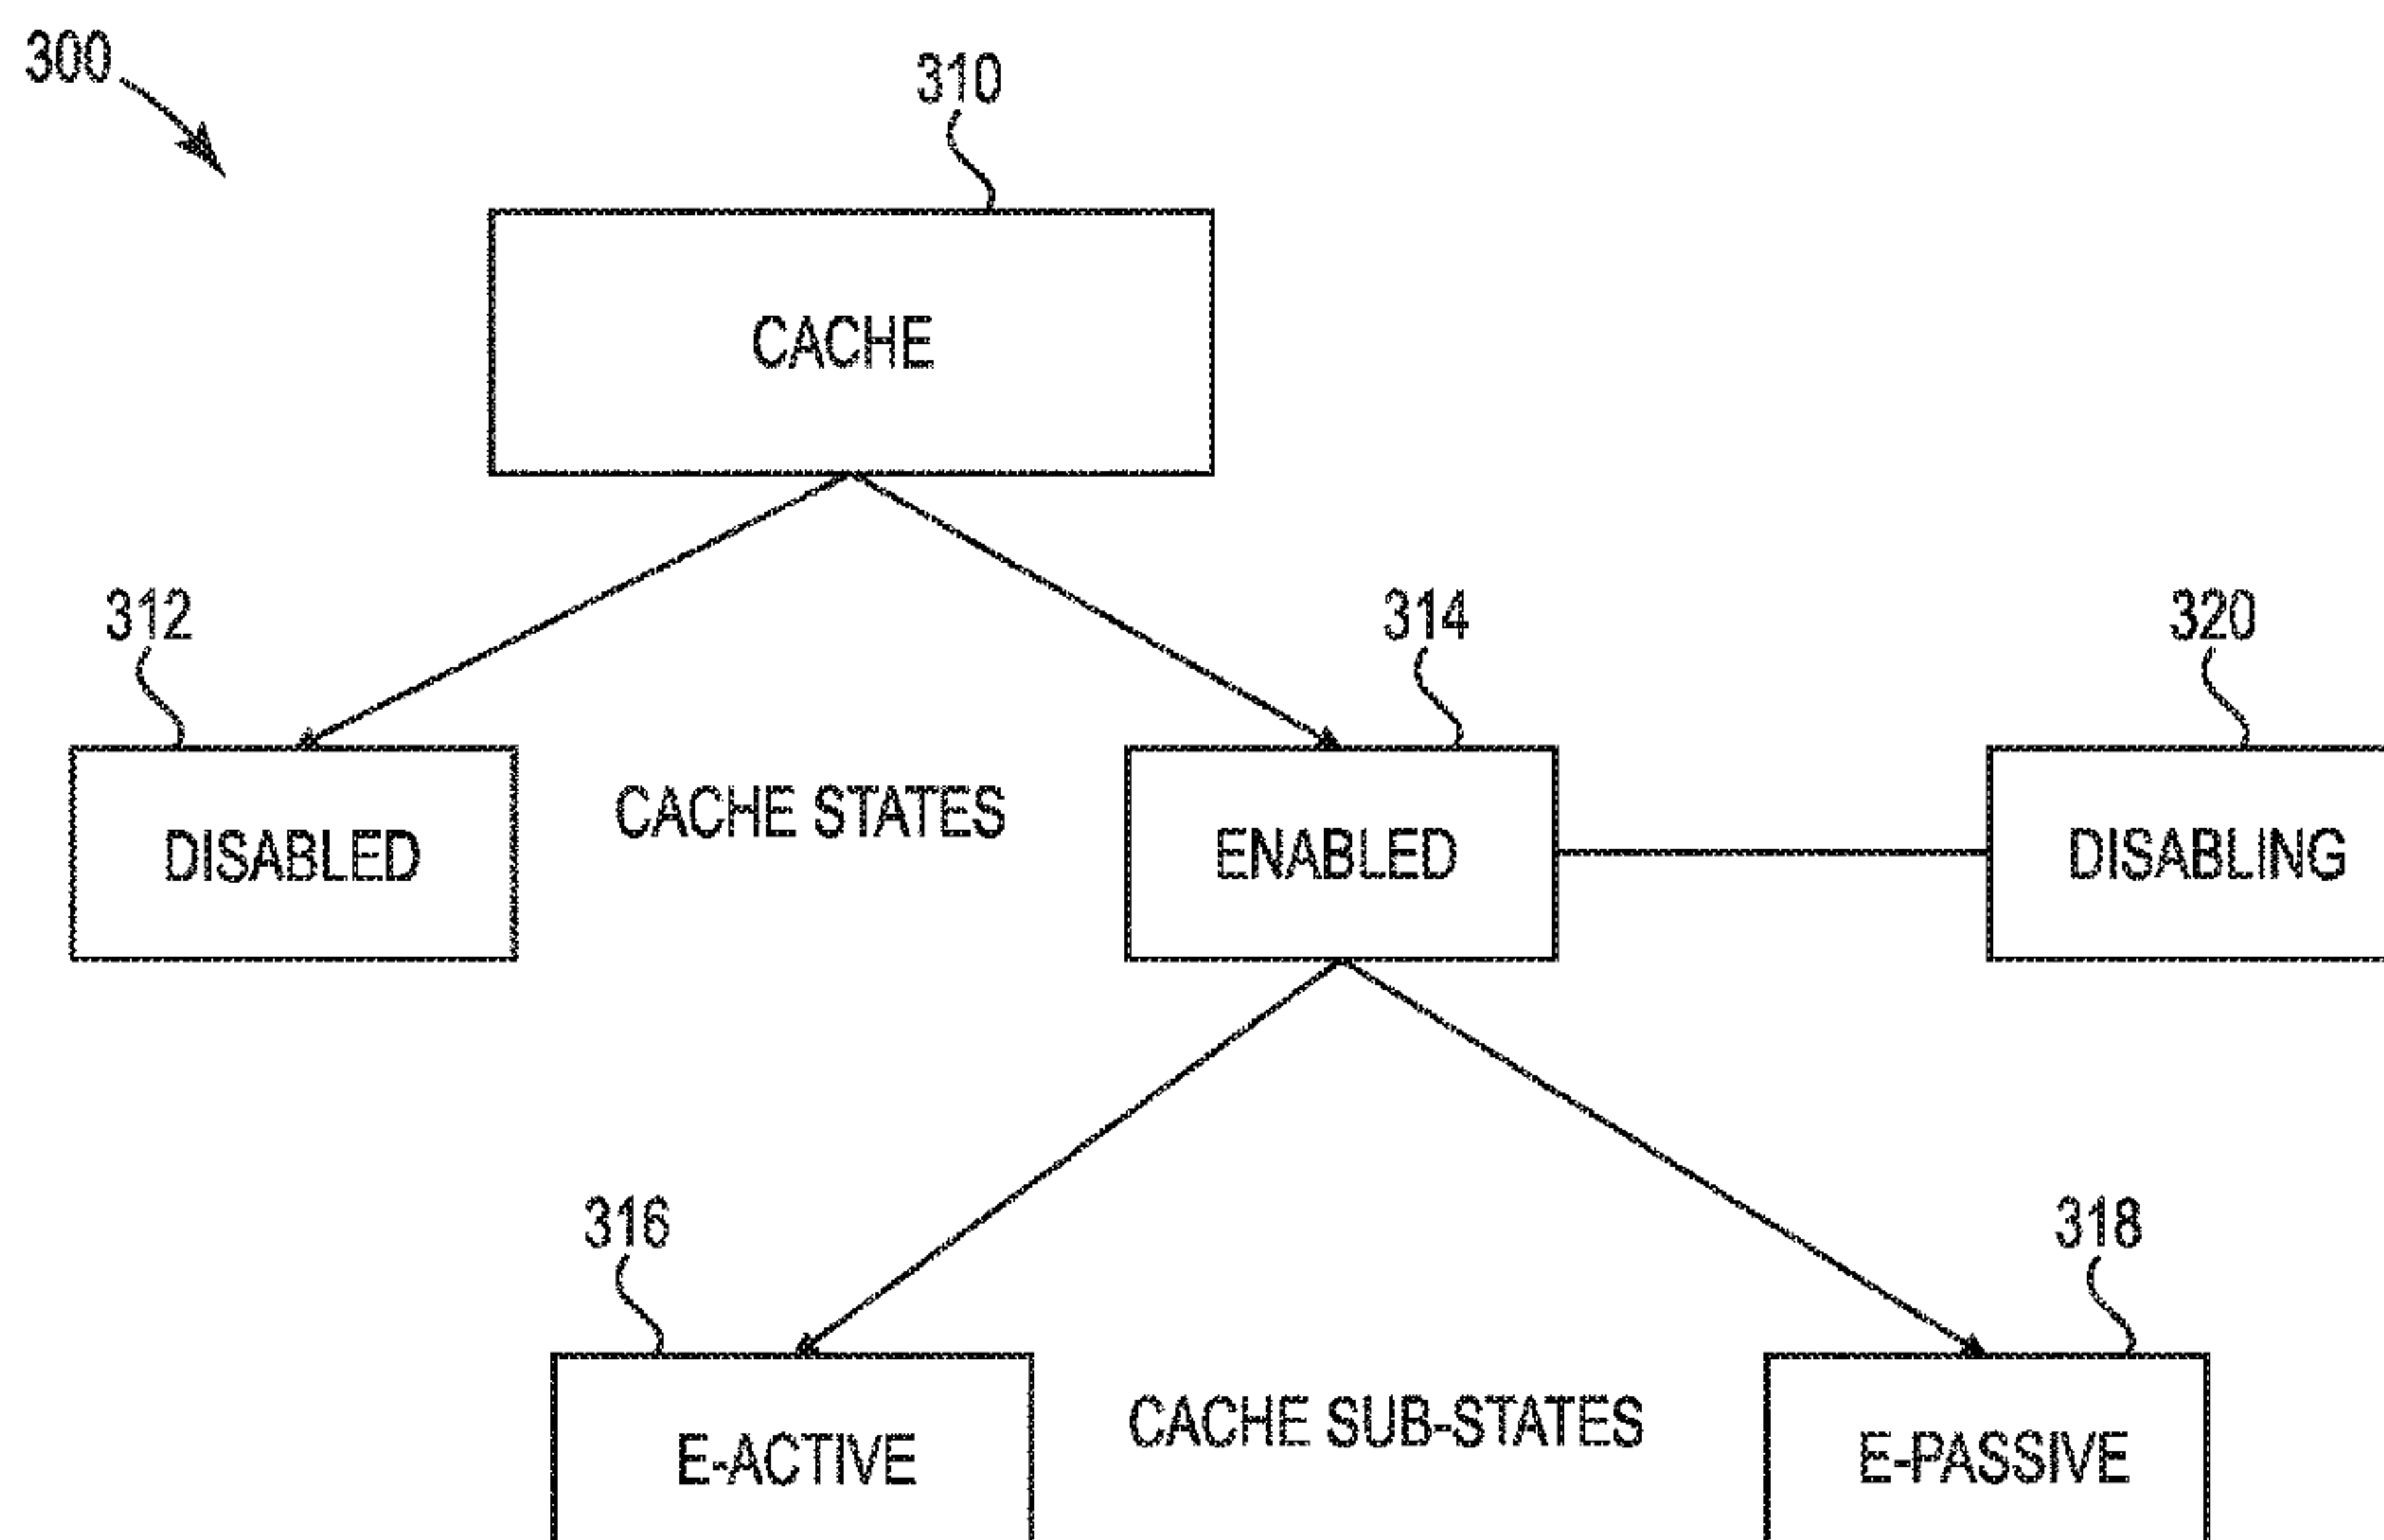 300
310
CACHE
312
314
320
DISABLED
CACHE STATES
ENABLED
DISABLING
316
318
E-ACTIVE
CACHE SUB-STATES
E-PASSIVE